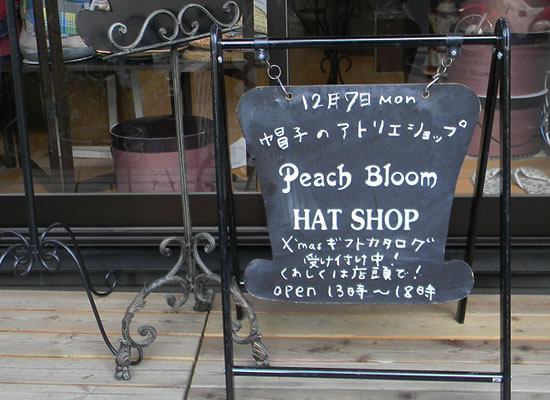 12月7日 Mon
帽子のアトリエショップ
Peach Bloom
HAT SHOP
X'masギフトカタログ
受け付け中!
くわしくは店頭で!
open 13時〜18時